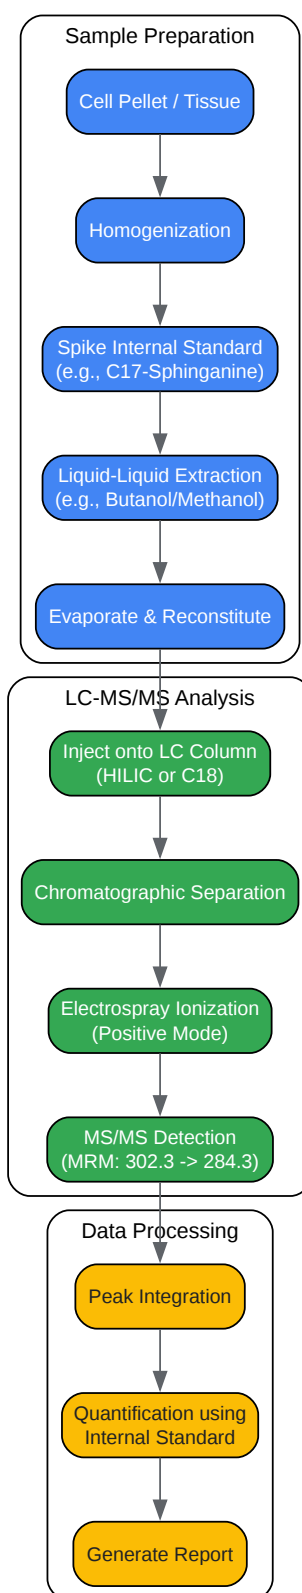 Sample Preparation
Cell Pellet / Tissue
Homogenization
Spike Internal Standard
(e.g., C17-Sphinganine)
Liquid-Liquid Extraction
(e.g., Butanol/Methanol)
Evaporate & Reconstitute
LC-MS/MS Analysis
Inject onto LC Column
(HILIC or C18)
Chromatographic Separation
Electrospray Ionization
(Positive Mode)
MS/MS Detection
(MRM: 302.3 -> 284.3)
Data Processing
Peak Integration
Quantification using
Internal Standard
Generate Report